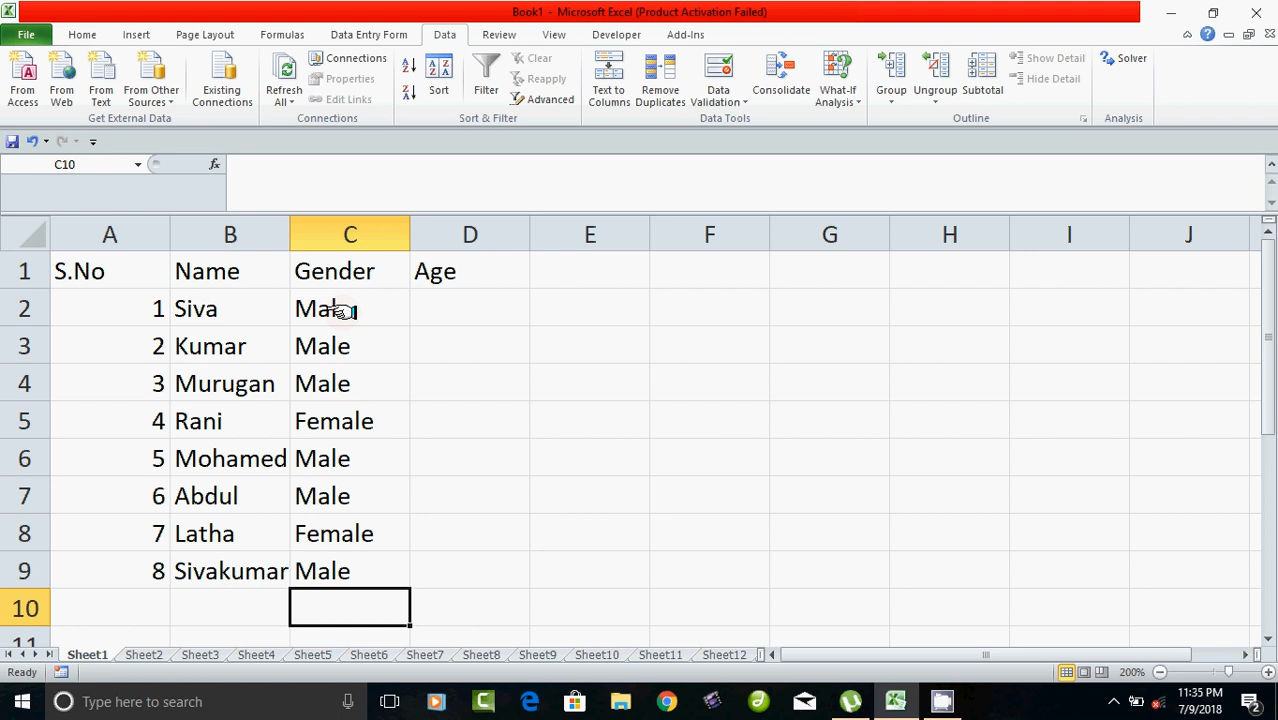 Book1 - Microsoft Excel (Product Activation Failed)
File Home Insert Page Layout Formulas Data Entry Form Data Review View Developer Add-Ins
From Access
From Web
From Text
From Other Sources
Existing Connections
Refresh All
Connections
Properties
Edit Links
Sort
Filter
Clear
Reapply
Advanced
Text to Columns
Remove Duplicates
Data Validation
Consolidate
What-If Analysis
Group
Ungroup
Subtotal
Show Detail
Hide Detail
Solver
Get External Data Connections Sort & Filter Data Tools Outline Analysis
C10 fx
A B C D E F G H I J
1 S.No Name Gender Age
2 1 Siva Male
3 2 Kumar Male
4 3 Murugan Male
5 4 Rani Female
6 5 Mohamed Male
7 6 Abdul Male
8 7 Latha Female
9 8 Sivakumar Male
10
11
Sheet1 Sheet2 Sheet3 Sheet4 Sheet5 Sheet6 Sheet7 Sheet8 Sheet9 Sheet10 Sheet11 Sheet12
Ready 200%
Type here to search
11:35 PM
7/9/2018